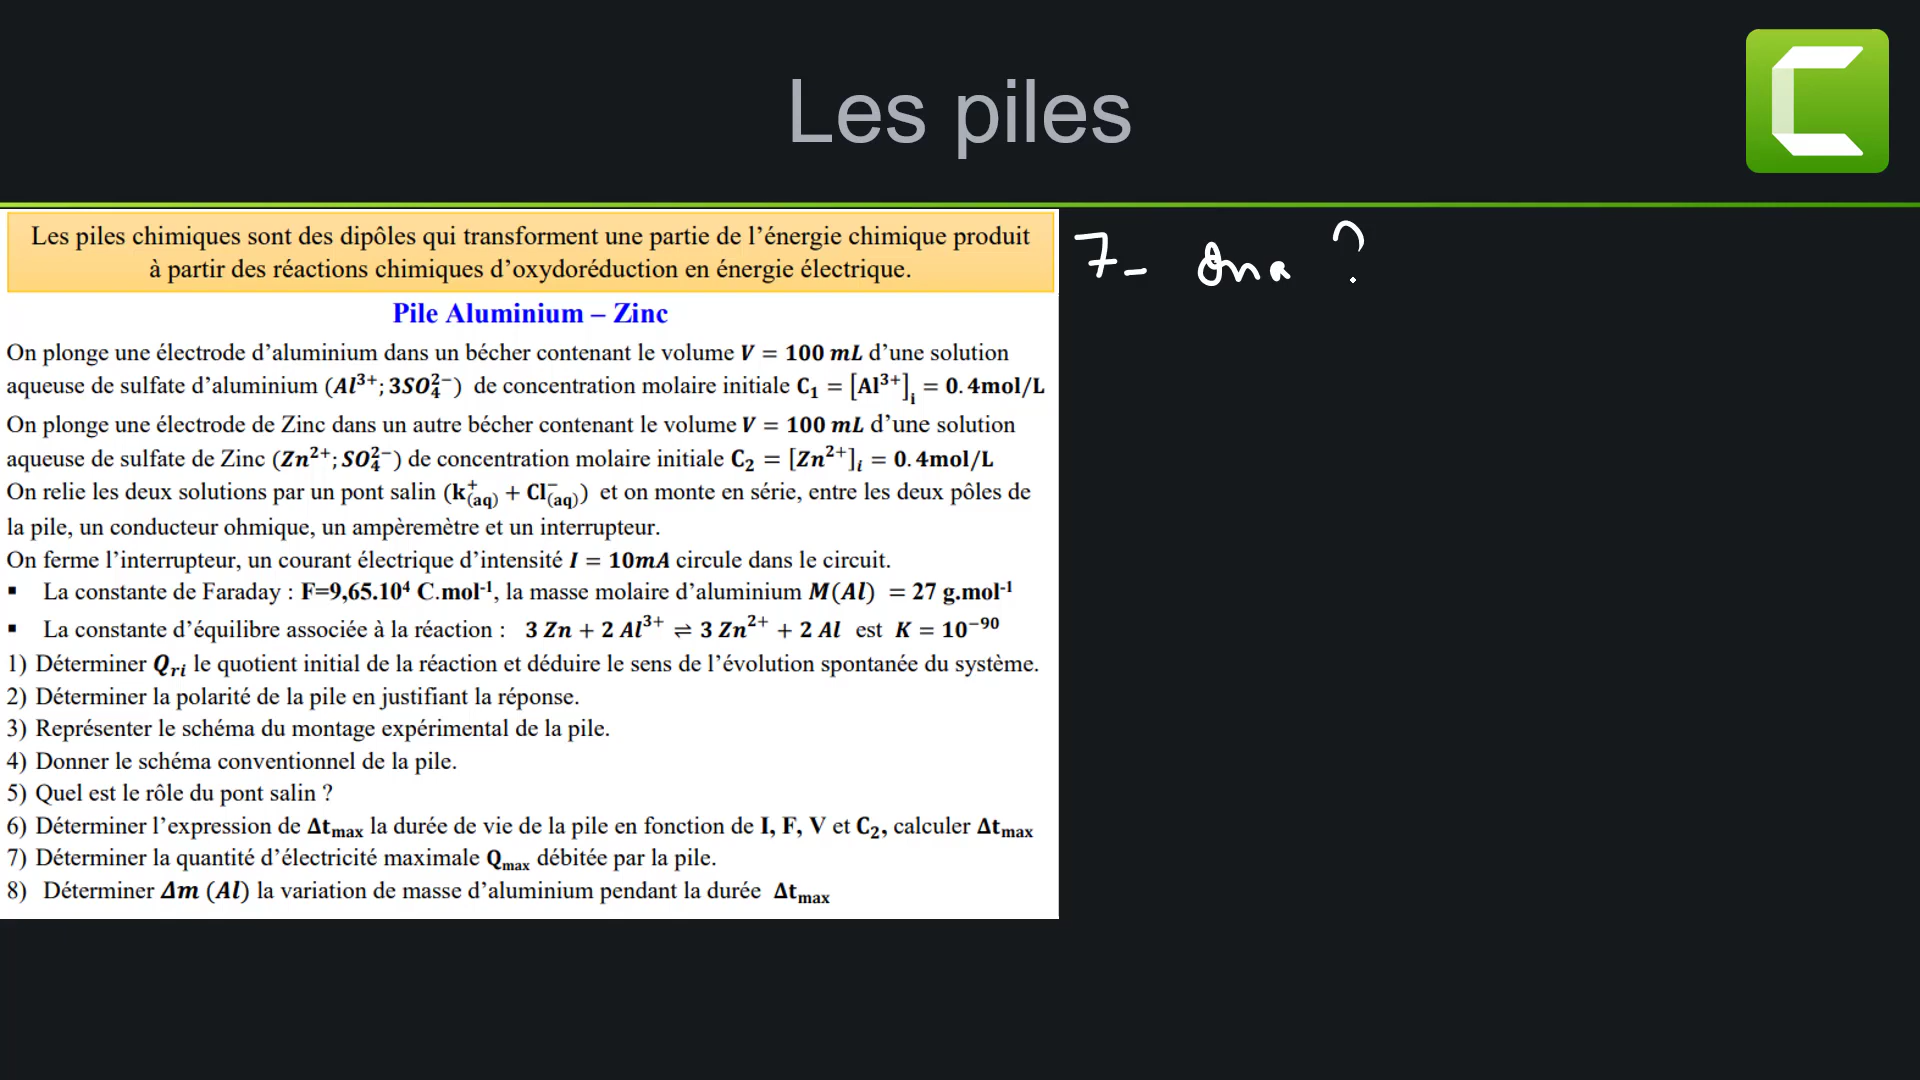 Les piles
Les piles chimiques sont des dipôles qui transforment une partie de l'énergie chimique produit
à partir des réactions chimiques d'oxydoréduction en énergie électrique.
7- On a ?
Pile Aluminium – Zinc
On plonge une électrode d'aluminium dans un bécher contenant le volume V = 100 mL d'une solution
aqueuse de sulfate d'aluminium (Al³⁺; 3SO₄²⁻) de concentration molaire initiale C₁ = [Al³⁺]ᵢ = 0.4mol/L
On plonge une électrode de Zinc dans un autre bécher contenant le volume V = 100 mL d'une solution
aqueuse de sulfate de Zinc (Zn²⁺; SO₄²⁻) de concentration molaire initiale C₂ = [Zn²⁺]ᵢ = 0.4mol/L
On relie les deux solutions par un pont salin (k⁺(aq) + Cl⁻(aq)) et on monte en série, entre les deux pôles de
la pile, un conducteur ohmique, un ampèremètre et un interrupteur.
On ferme l'interrupteur, un courant électrique d'intensité I = 10mA circule dans le circuit.
▪ La constante de Faraday : F=9,65.10⁴ C.mol⁻¹, la masse molaire d'aluminium M(Al) = 27 g.mol⁻¹
▪ La constante d'équilibre associée à la réaction : 3 Zn + 2 Al³⁺ ⇌ 3 Zn²⁺ + 2 Al est K = 10⁻⁹⁰
1) Déterminer Qri le quotient initial de la réaction et déduire le sens de l'évolution spontanée du système.
2) Déterminer la polarité de la pile en justifiant la réponse.
3) Représenter le schéma du montage expérimental de la pile.
4) Donner le schéma conventionnel de la pile.
5) Quel est le rôle du pont salin ?
6) Déterminer l'expression de Δtmax la durée de vie de la pile en fonction de I, F, V et C₂, calculer Δtmax
7) Déterminer la quantité d'électricité maximale Qmax débitée par la pile.
8) Déterminer Δm (Al) la variation de masse d'aluminium pendant la durée Δtmax